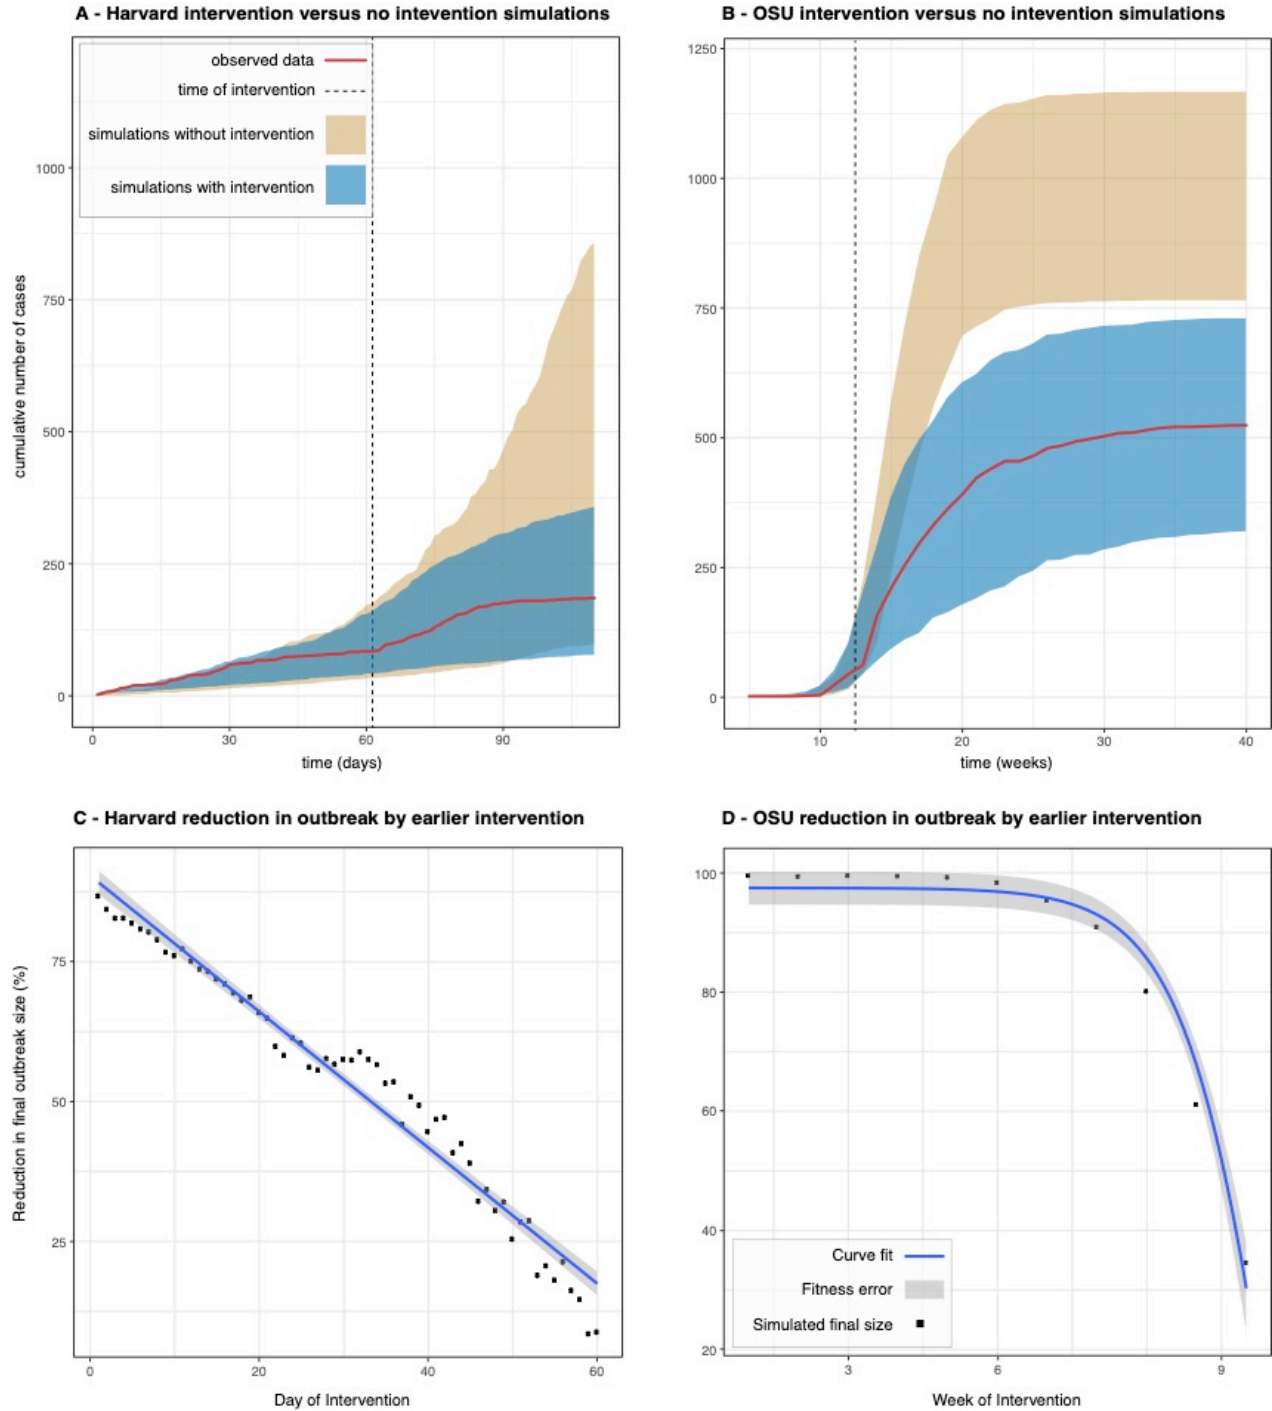 A - Harvard intervention versus no intevention simulations
observed data
time of intervention
simulations without intervention
simulations with intervention
cumulative number of cases
1000
750
500
250
0
0 30 60 90
time (days)
B - OSU intervention versus no intevention simulations
1250
1000
750
500
250
0
10 20 30 40
time (weeks)
C - Harvard reduction in outbreak by earlier intervention
Reduction in final outbreak size (%)
75
50
25
0 20 40 60
Day of Intervention
D - OSU reduction in outbreak by earlier intervention
100
80
60
40
20
Curve fit
Fitness error
Simulated final size
3 6 9
Week of Intervention